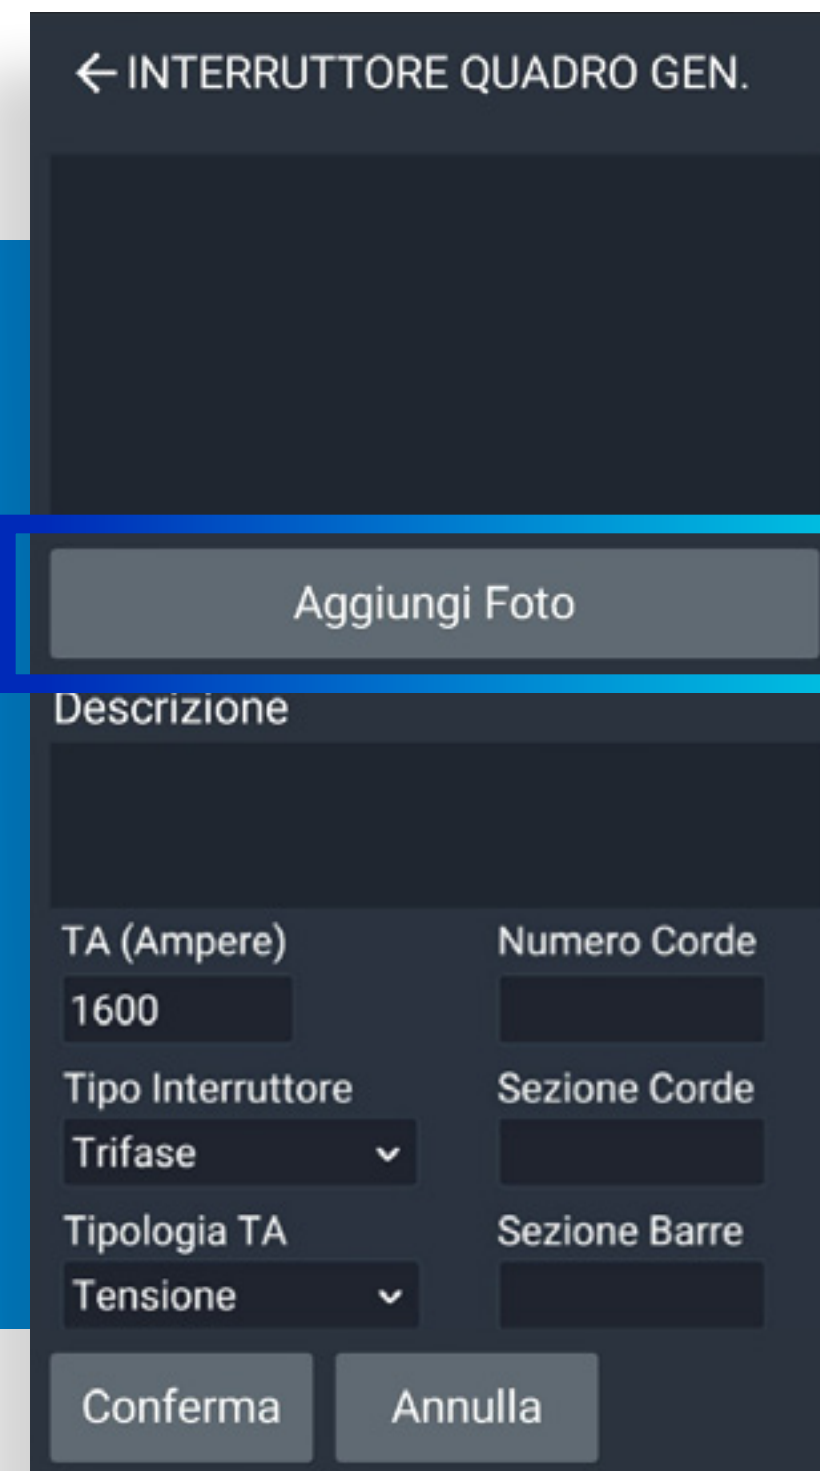 INTERRUTTORE QUADRO GEN.
Aggiungi Foto
Descrizione
TA (Ampere) Numero Corde
1600
Tipo Interruttore Sezione Corde
Trifase
Tipologia TA Sezione Barre
Tensione
Conferma Annulla